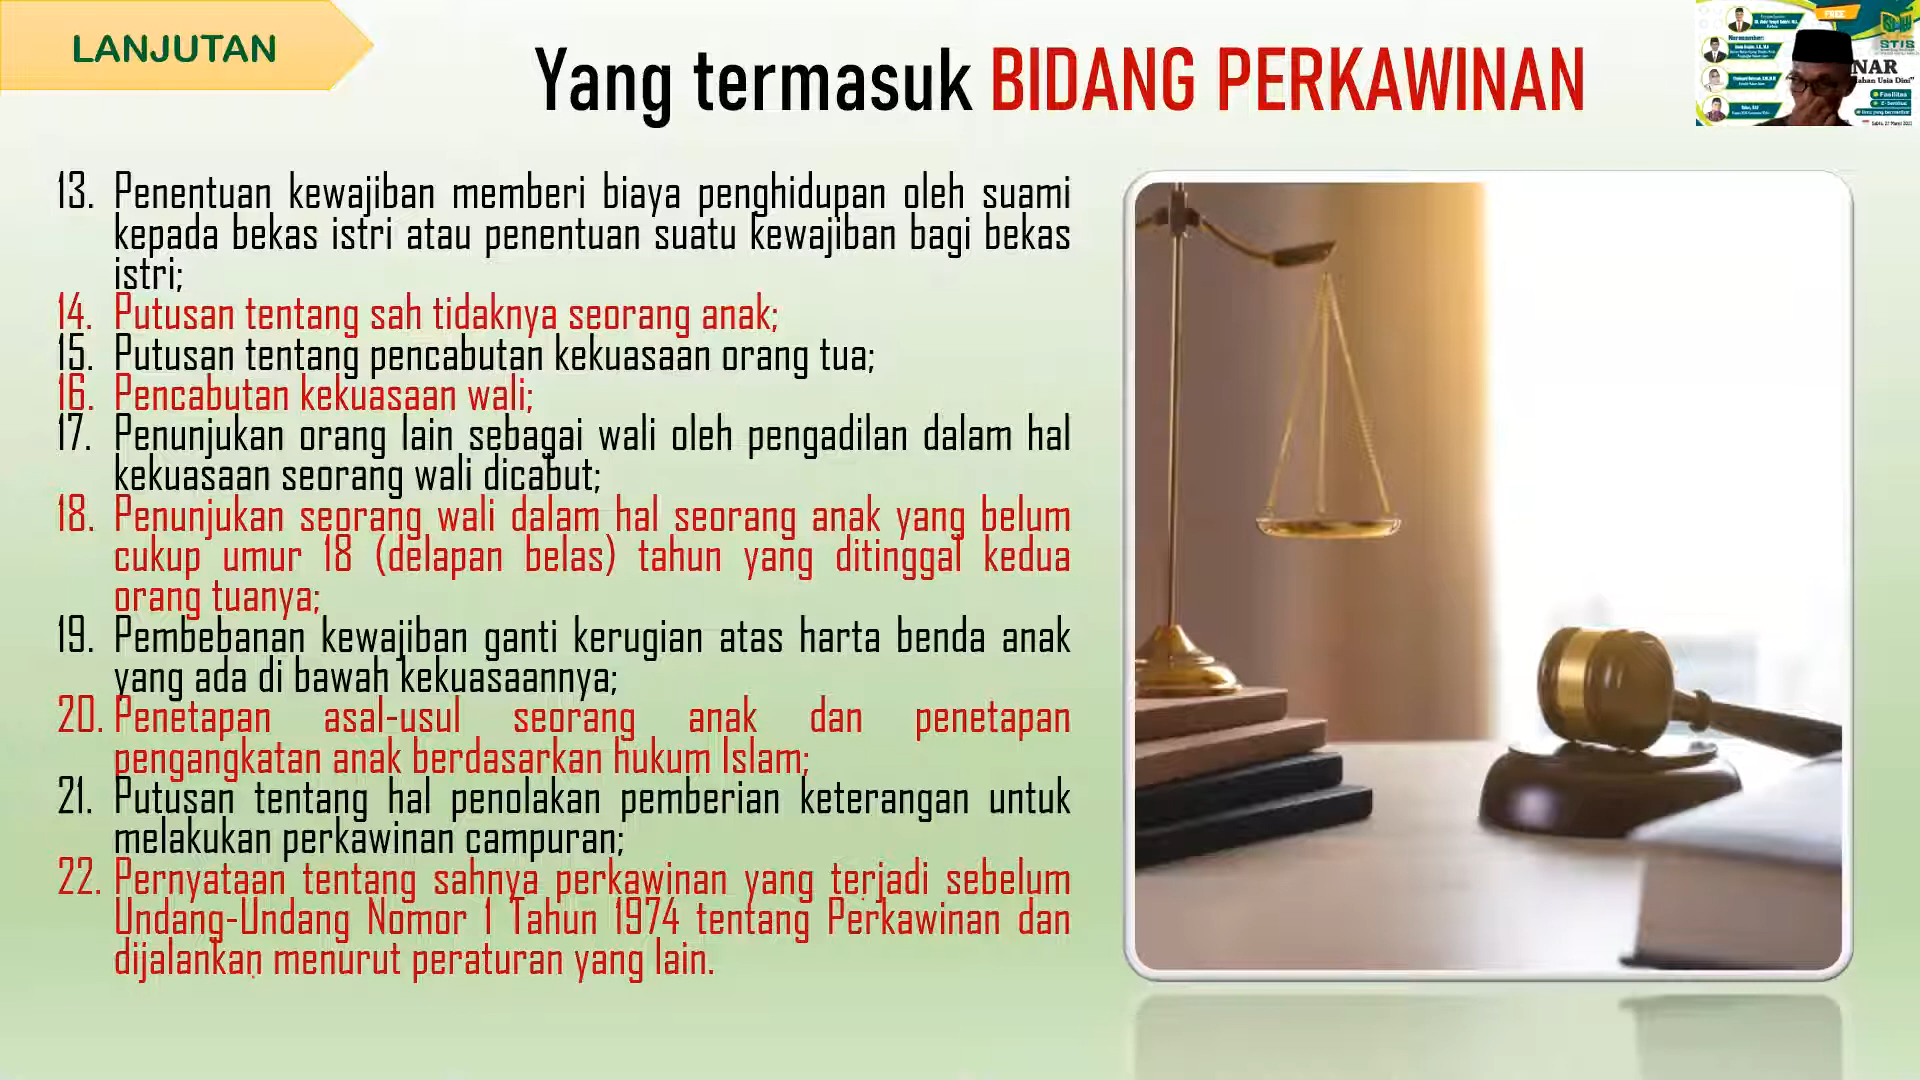 LANJUTAN
Yang termasuk BIDANG PERKAWINAN
13. Penentuan kewajiban memberi biaya penghidupan oleh suami
kepada bekas istri atau penentuan suatu kewajiban bagi bekas
istri;
14. Putusan tentang sah tidaknya seorang anak;
15. Putusan tentang pencabutan kekuasaan orang tua;
16. Pencabutan kekuasaan wali;
17. Penunjukan orang lain sebagai wali oleh pengadilan dalam hal
kekuasaan seorang wali dicabut;
18. Penunjukan seorang wali dalam hal seorang anak yang belum
cukup umur 18 (delapan belas) tahun yang ditinggal kedua
orang tuanya;
19. Pembebanan kewajiban ganti kerugian atas harta benda anak
yang ada di bawah kekuasaannya;
20. Penetapan asal-usul seorang anak dan penetapan
pengangkatan anak berdasarkan hukum Islam;
21. Putusan tentang hal penolakan pemberian keterangan untuk
melakukan perkawinan campuran;
22. Pernyataan tentang sahnya perkawinan yang terjadi sebelum
Undang-Undang Nomor 1 Tahun 1974 tentang Perkawinan dan
dijalankan menurut peraturan yang lain.
FREE
STIS
NAR
Usia Dini"
Fasilitas